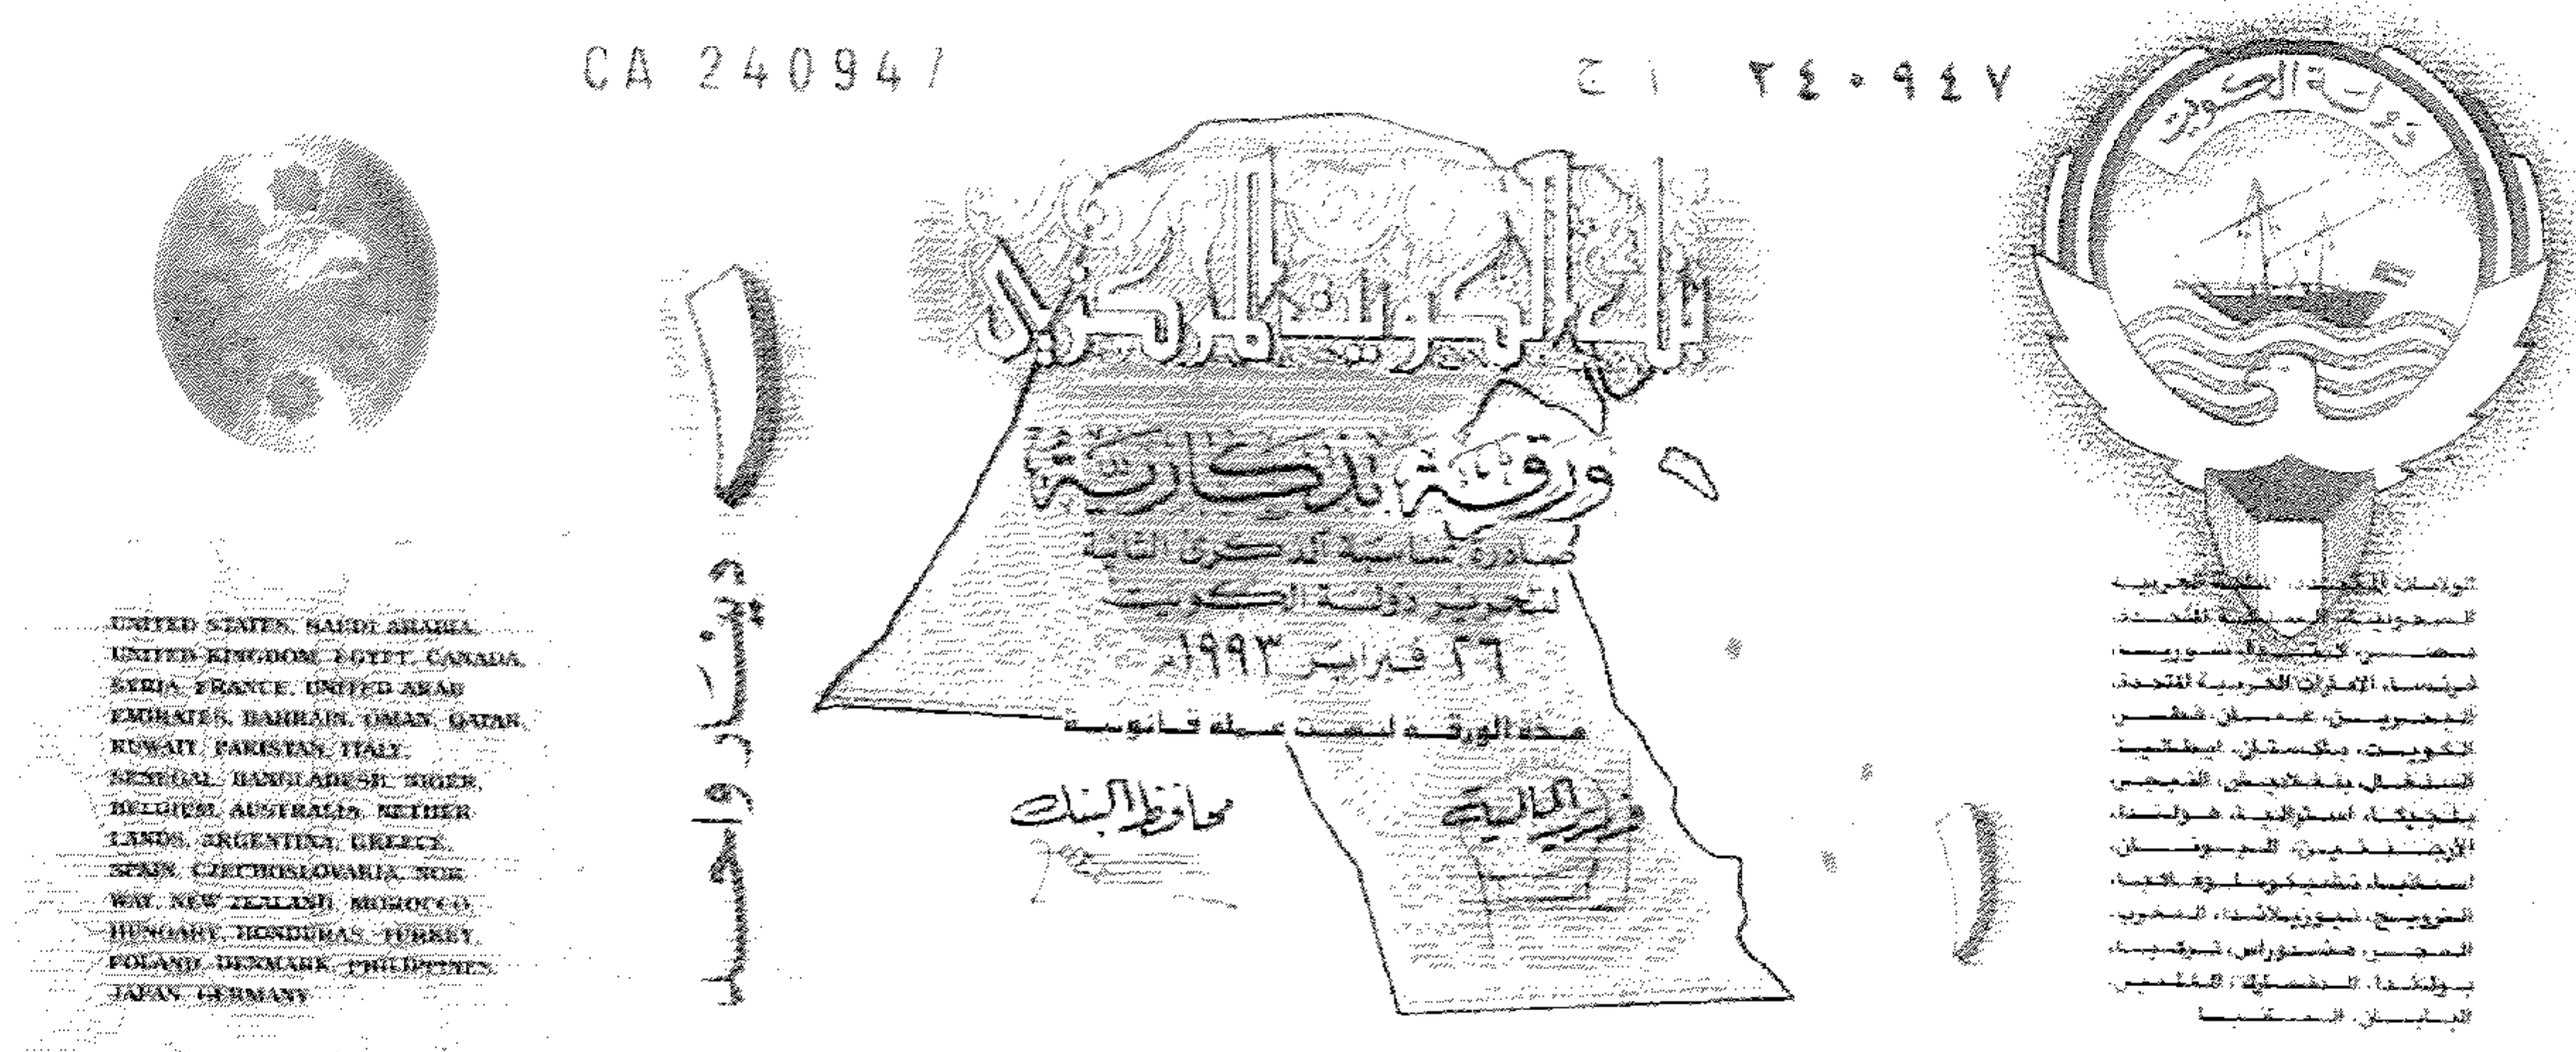 CA 240947
ج ا ٢٤٠٩٤٧
دولة الكويت
بنك الكويت المركزي
ورقة تذكارية
صادرة بمناسبة الذكرى الثانية
لتحرير دولة الكويت
٢٦ فبراير ١٩٩٣م
هذه الورقة ليست عملة قانونية
وزير المالية
محافظ البنك
١
دينار واحد
١
UNITED STATES, SAUDI ARABIA,
UNITED KINGDOM, EGYPT, CANADA,
SYRIA, FRANCE, UNITED ARAB
EMIRATES, BAHRAIN, OMAN, QATAR,
KUWAIT, PAKISTAN, ITALY,
SENEGAL, BANGLADESH, NIGER,
BELGIUM, AUSTRALIA, NETHER
LANDS, ARGENTINA, GREECE,
SPAIN, CZECHOSLOVAKIA, NOR
WAY, NEW ZEALAND, MOROCCO,
HUNGARY, HONDURAS, TURKEY,
POLAND, DENMARK, PHILIPPINES,
JAPAN, GERMANY
الولايات المتحدة، المملكة العربية
السعودية، المملكة المتحدة،
مصر، كندا، سورية،
فرنسا، الامارات العربية المتحدة،
البحرين، عمان، قطر،
الكويت، باكستان، ايطاليا،
السنغال، بنغلاديش، النيجر،
بلجيكا، استراليا، هولندا،
الأرجنتين، اليونان،
اسبانيا، تشيكوسلوفاكيا،
النرويج، نيوزيلاندا، المغرب،
المجر، هندوراس، تركيا،
بولندا، الدنمارك، الفلبين،
اليابان، المانيا